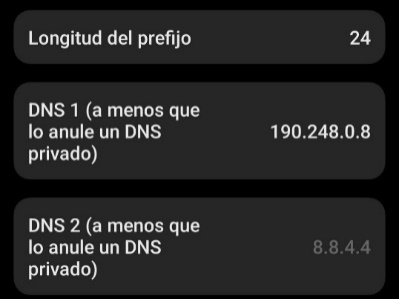 Longitud del prefijo 24
DNS 1 (a menos que
lo anule un DNS 190.248.0.8
privado)
DNS 2 (a menos que
lo anule un DNS 8.8.4.4
privado)